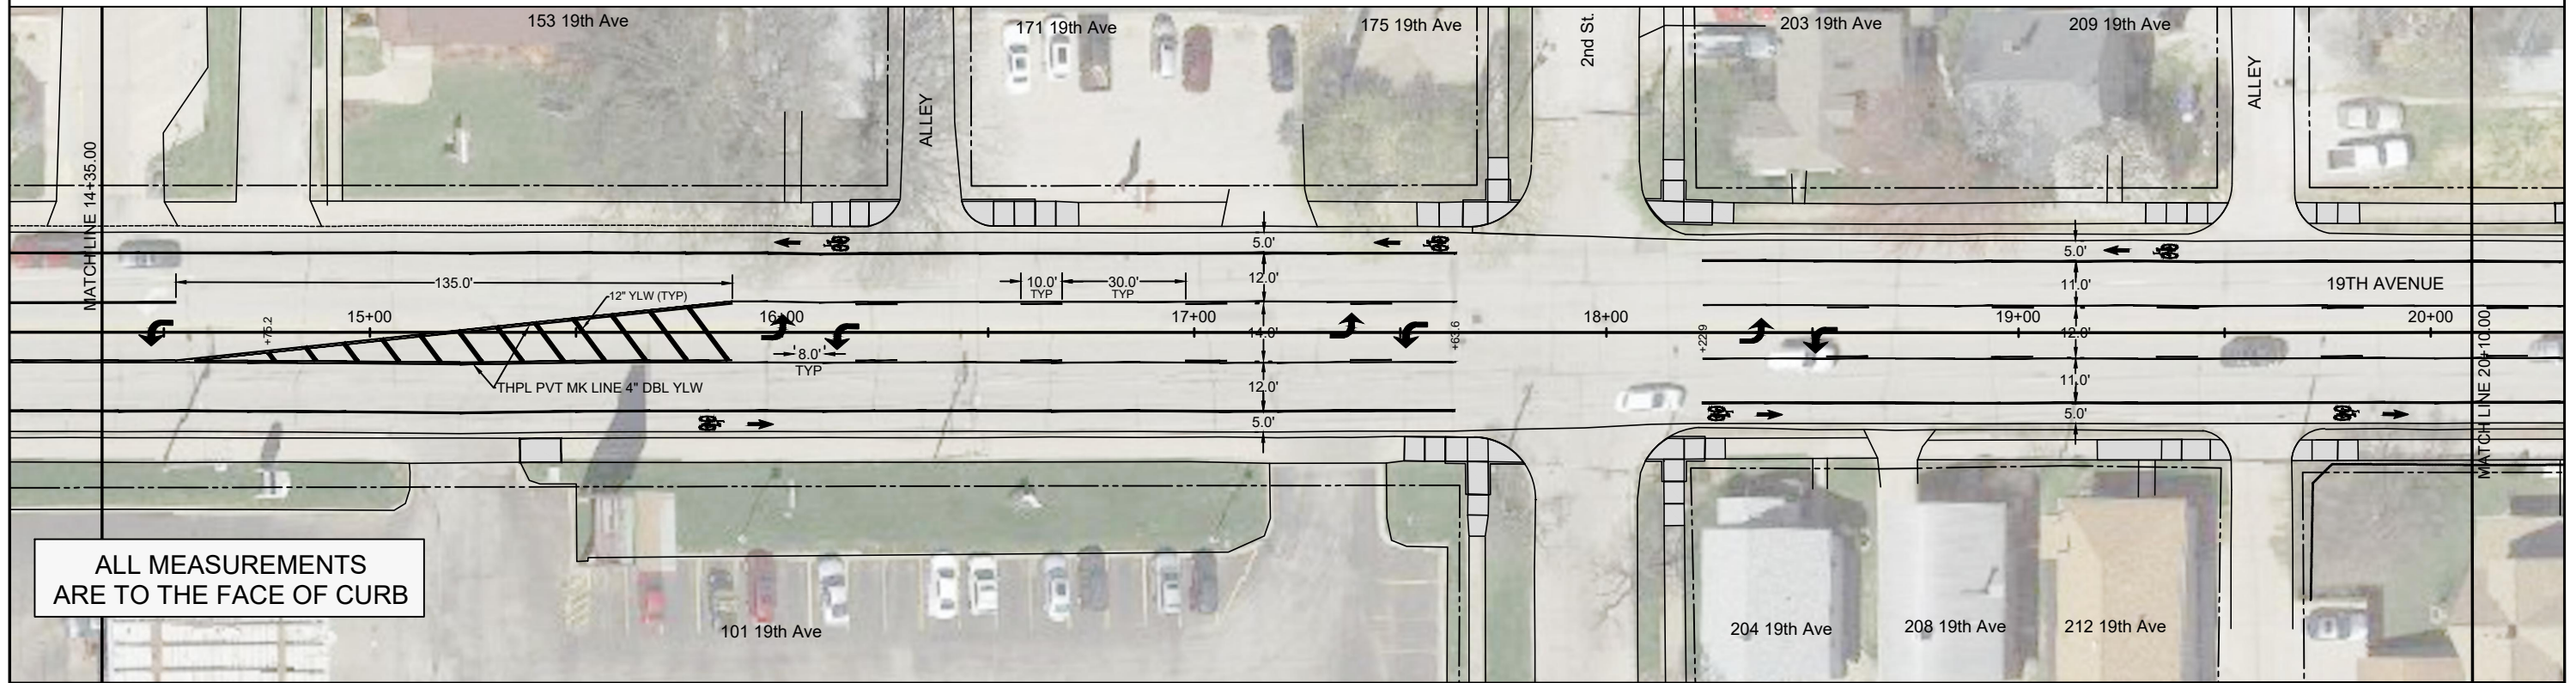 153 19th Ave
171 19th Ave
175 19th Ave
2nd St.
203 19th Ave
209 19th Ave
ALLEY
ALLEY
MATCH LINE 14+35.00
5.0'
5.0'
135.0'
12.0'
10.0'
TYP
30.0'
TYP
11.0'
19TH AVENUE
12" YLW (TYP)
15+00
16+00
17+00
18+00
19+00
20+00
+75.2
14.0'
+63.6
+22.9
12.0'
8.0'
TYP
THPL PVT MK LINE 4" DBL YLW
12.0'
11.0'
5.0'
5.0'
MATCH LINE 20+10.00
ALL MEASUREMENTS
ARE TO THE FACE OF CURB
101 19th Ave
204 19th Ave
208 19th Ave
212 19th Ave